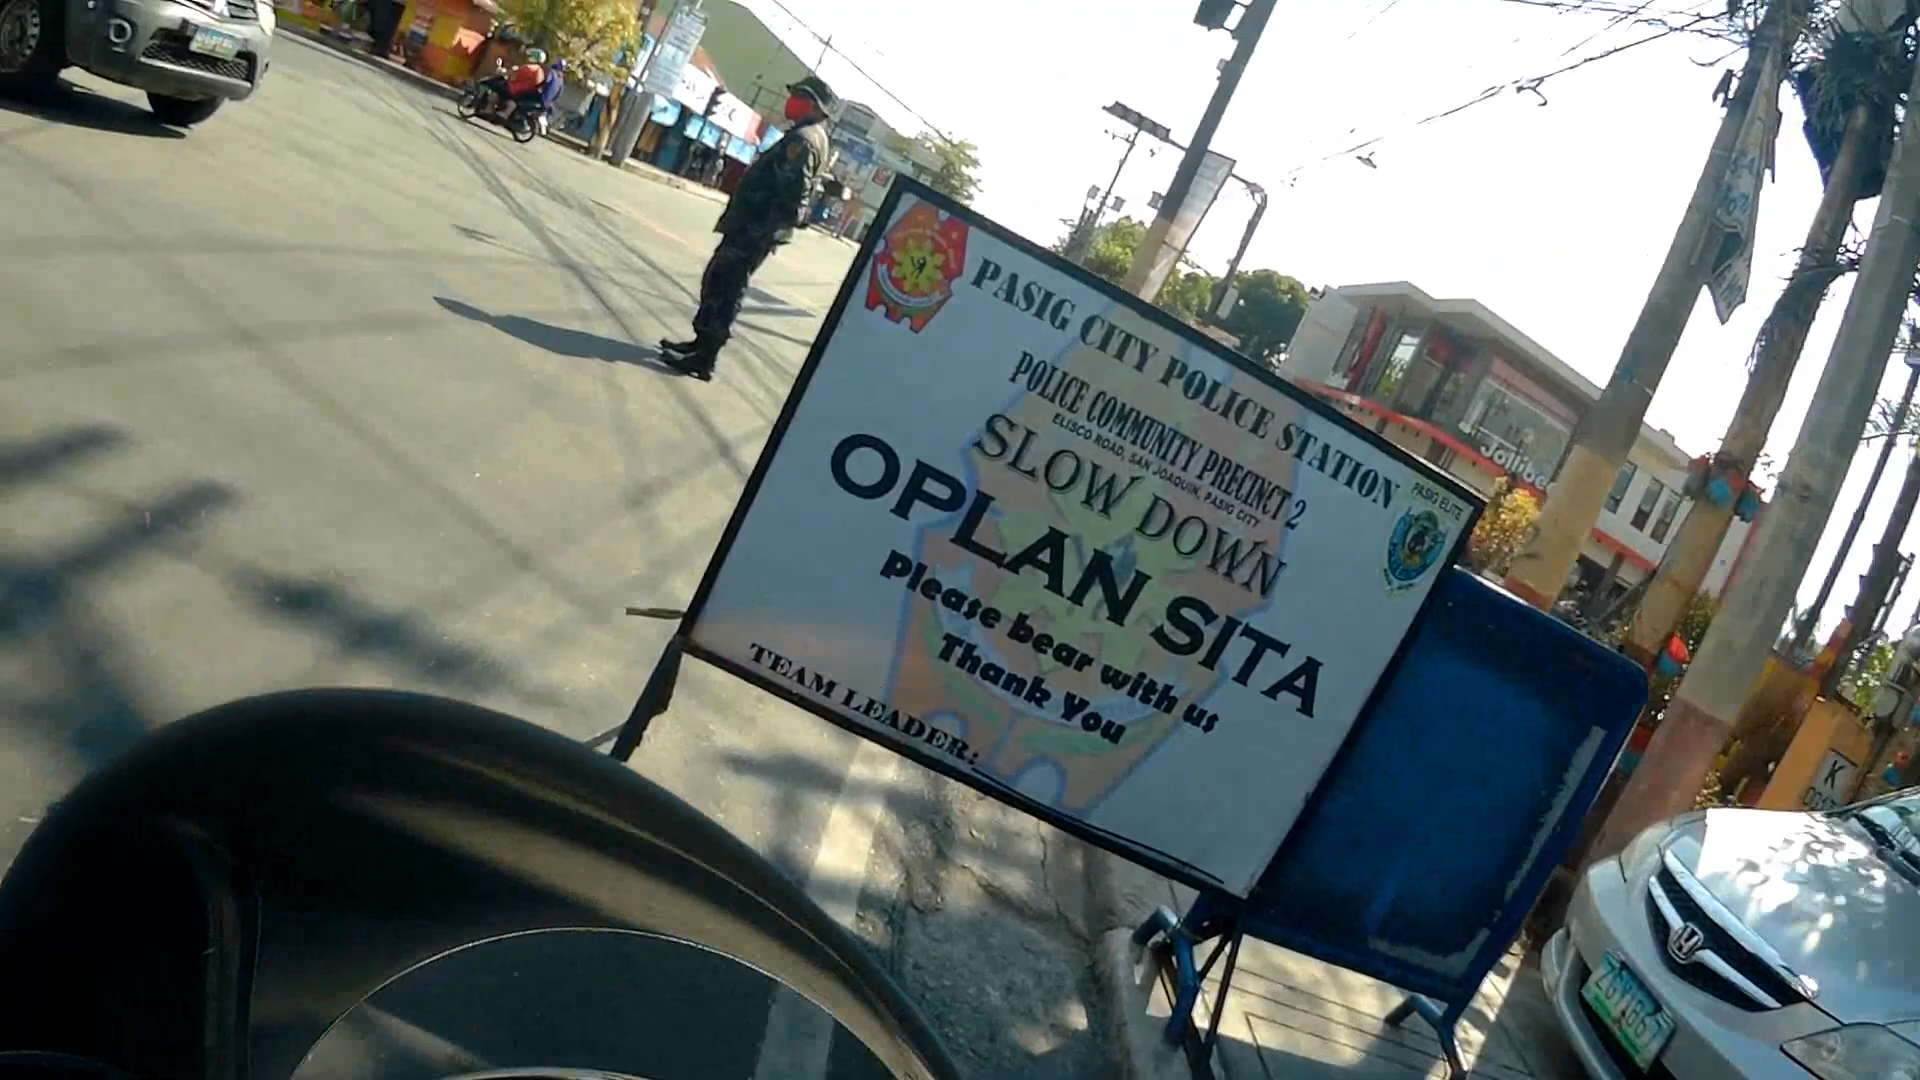 PASIG CITY POLICE STATION
POLICE COMMUNITY PRECINCT 2
ELISCO ROAD, SAN JOAQUIN, PASIG CITY
SLOW DOWN
OPLAN SITA
please bear with us
Thank You
TEAM LEADER:
PASIG ELITE
Jollibee
K